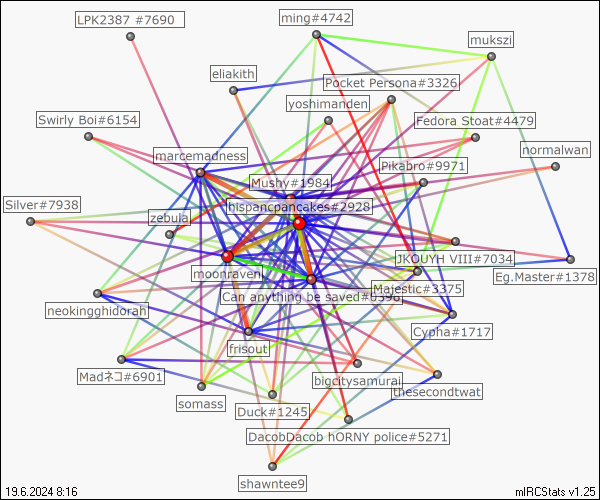 LPK2387 #7690
ming#4742
mukszi
eliakith
Pocket Persona#3326
yoshimanden
Swirly Boi#6154
Fedora Stoat#4479
marcemadness
normalwan
Pikabro#9971
Mushy#1984
Silver#7938
hispancpancakes#2928
zebula
JKOUYH VIII#7034
moonraven
Eg.Master#1378
Majestic#3375
Can anything be saved#0398
neokingghidorah
Cypha#1717
frisout
Madネコ#6901
bigcitysamurai
thesecondtwat
somass
Duck#1245
DacobDacob hORNY police#5271
shawntee9
19.6.2024 8:16
mIRCStats v1.25